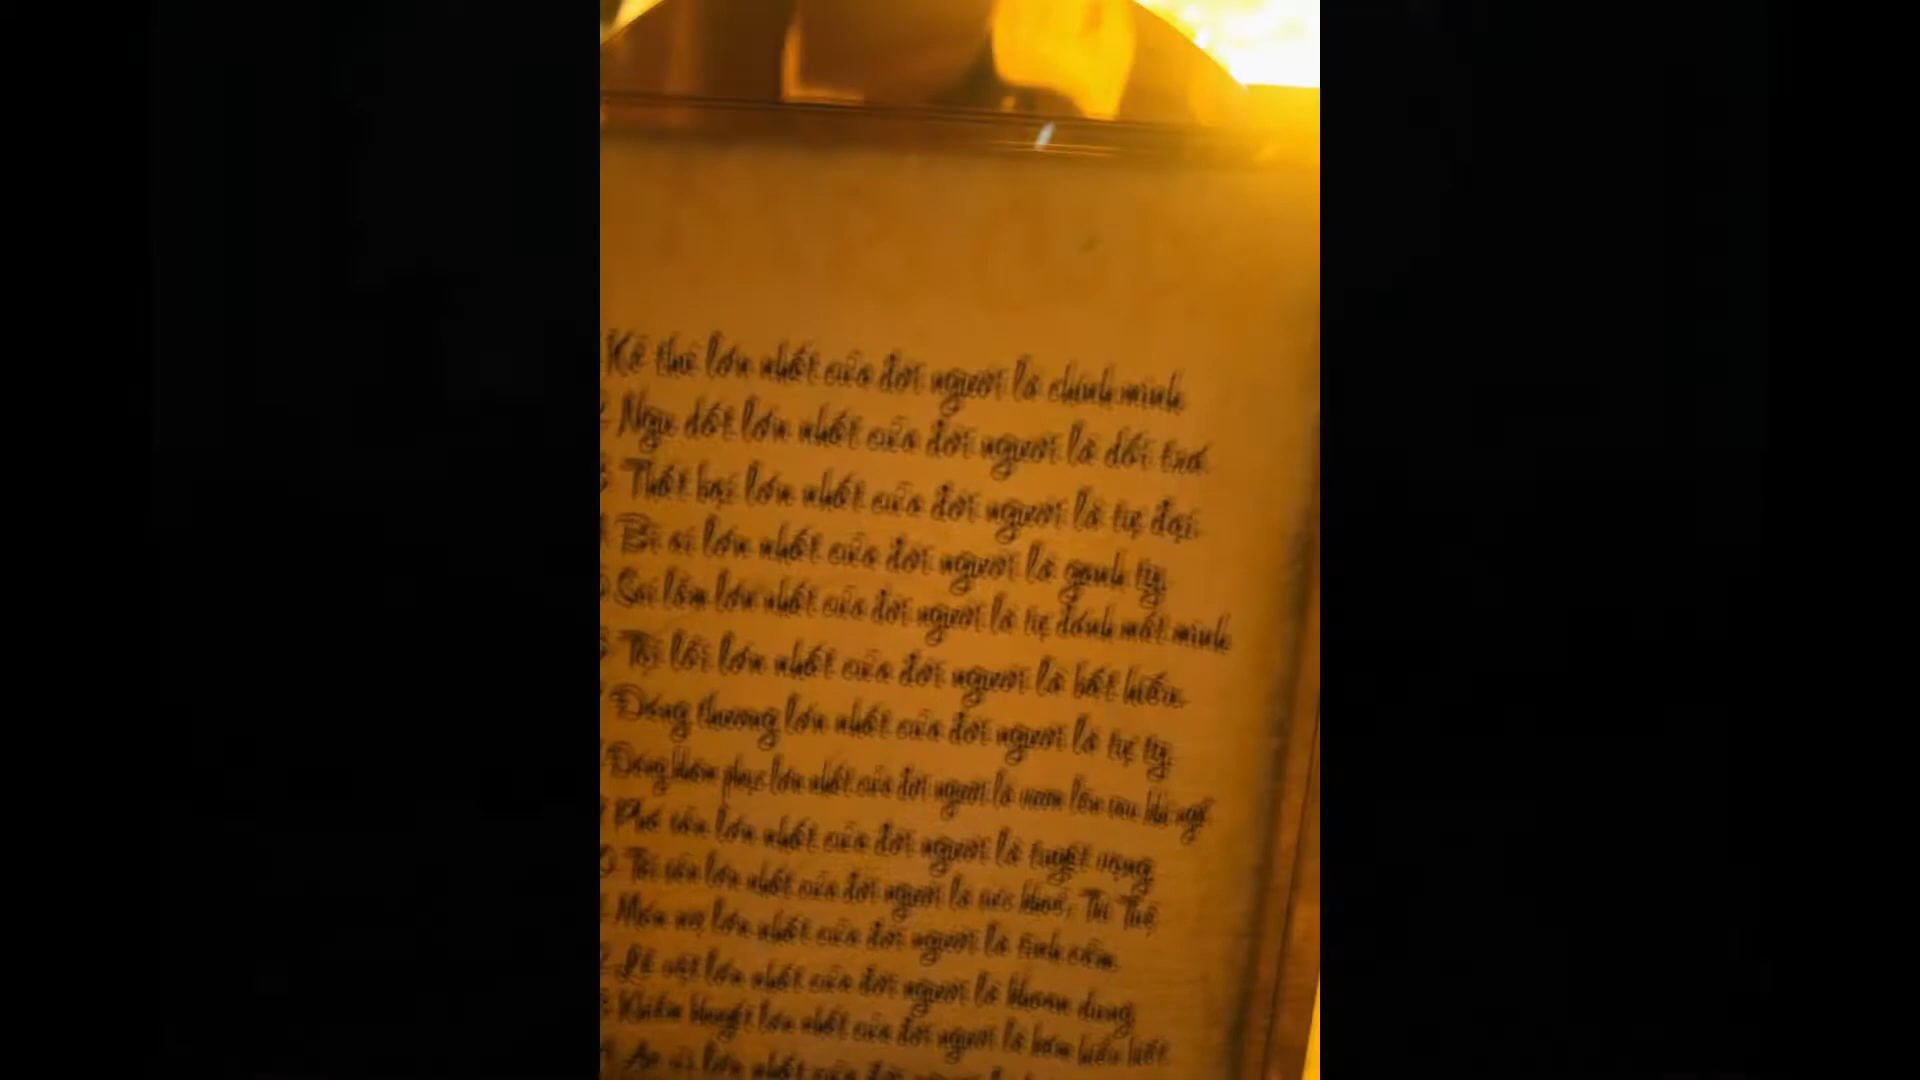 Kẻ thù lớn nhất của đời người là chính mình
Ngu dốt lớn nhất của đời người là dối trá
Thất bại lớn nhất của đời người là tự đại.
Bi ai lớn nhất của đời người là ganh tỵ.
Sai lầm lớn nhất của đời người là tự đánh mất mình
Tội lỗi lớn nhất của đời người là bất hiếu.
Đáng thương lớn nhất của đời người là tự ty.
Đáng khâm phục lớn nhất của đời người là vươn lên sau khi ngã
Phá sản lớn nhất của đời người là tuyệt vọng
Tài sản lớn nhất của đời người là sức khoẻ, Trí Tuệ
Món nợ lớn nhất của đời người là tình cảm.
Lễ vật lớn nhất của đời người là khoan dung
Khiếm khuyết lớn nhất của đời người là kém hiểu biết
An ủi lớn nhất của đời người là